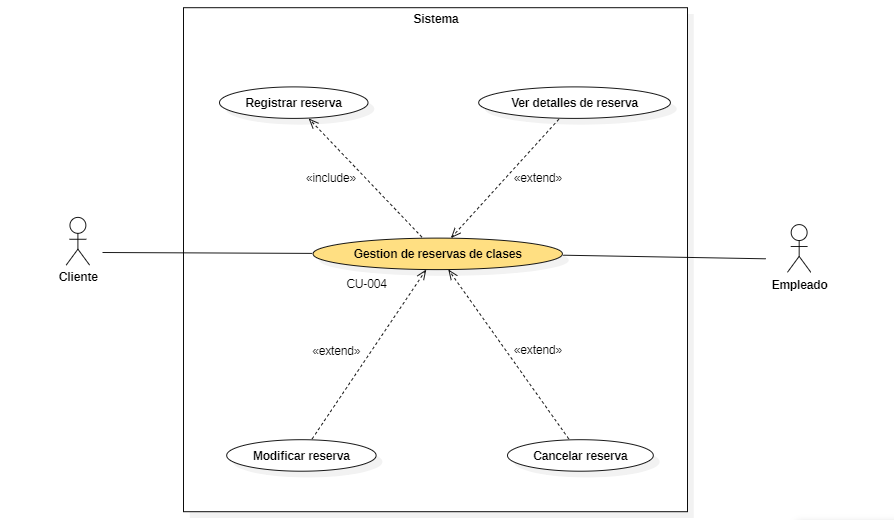 Sistema
Registrar reserva
Ver detalles de reserva
«include»
«extend»
Gestion de reservas de clases
Cliente
Empleado
CU-004
«extend»
«extend»
Modificar reserva
Cancelar reserva